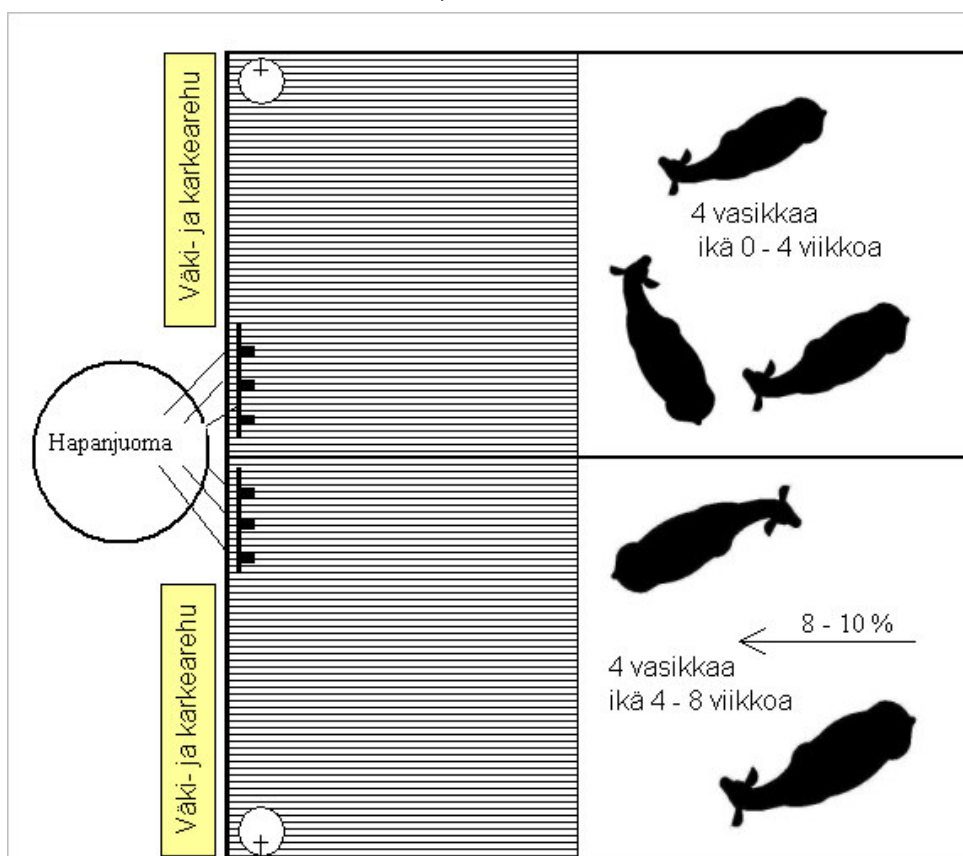 Väki- ja karkearehu
4 vasikkaa
ikä 0 - 4 viikkoa
Hapanjuoma
8 - 10 %
4 vasikkaa
ikä 4 - 8 viikkoa
Väki- ja karkearehu